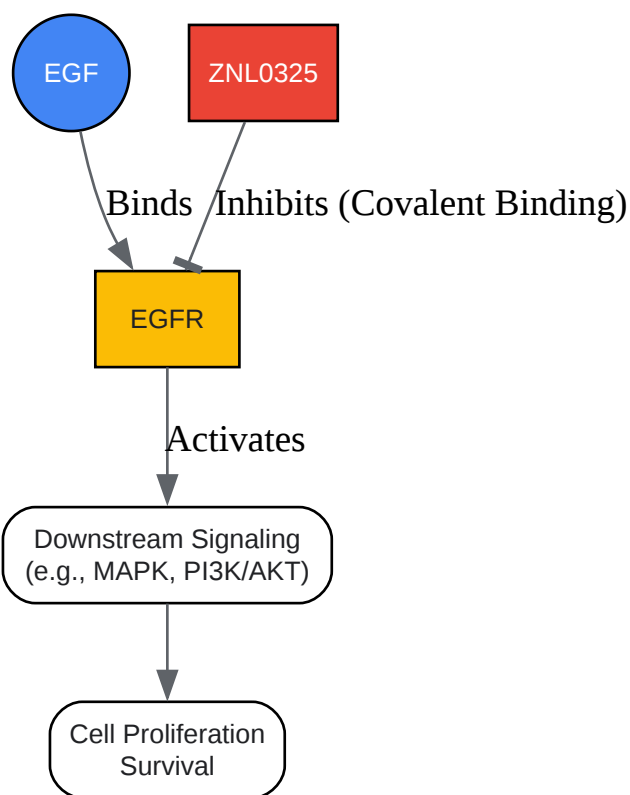 EGF
ZNL0325
Binds
Inhibits (Covalent Binding)
EGFR
Activates
Downstream Signaling
(e.g., MAPK, PI3K/AKT)
Cell Proliferation
Survival